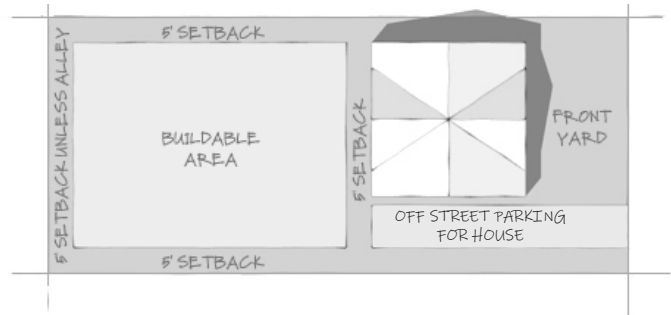 5' SETBACK
5' SETBACK UNLESS ALLEY
BUILDABLE
AREA
5' SETBACK
FRONT
YARD
OFF STREET PARKING
FOR HOUSE
5' SETBACK